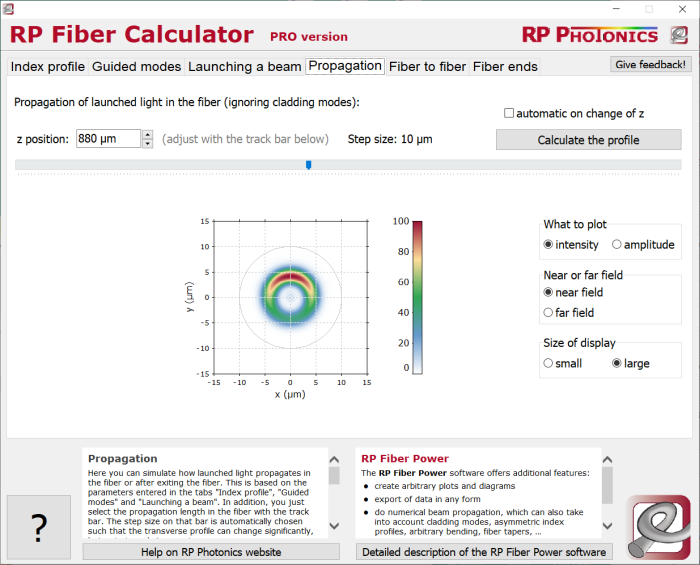 RP Fiber Calculator PRO version RP PHOTONICS
Index profile Guided modes Launching a beam Propagation Fiber to fiber Fiber ends Give feedback!
Propagation of launched light in the fiber (ignoring cladding modes):
automatic on change of z
z position: 880 μm (adjust with the track bar below) Step size: 10 μm Calculate the profile
15
10
5
0
-5
-10
-15
y (μm)
-15 -10 -5 0 5 10 15
x (μm)
100
80
60
40
20
0
What to plot
intensity amplitude
Near or far field
near field
far field
Size of display
small large
Propagation
Here you can simulate how launched light propagates in
the fiber or after exiting the fiber. This is based on the
parameters entered in the tabs "Index profile", "Guided
modes" and "Launching a beam". In addition, you just
select the propagation length in the fiber with the track
bar. The step size on that bar is automatically chosen
such that the transverse profile can change significantly,
RP Fiber Power
The RP Fiber Power software offers additional features:
• create arbitrary plots and diagrams
• export of data in any form
• do numerical beam propagation, which can also take
into account cladding modes, asymmetric index
profiles, arbitrary bending, fiber tapers, ...
?
Help on RP Photonics website
Detailed description of the RP Fiber Power software